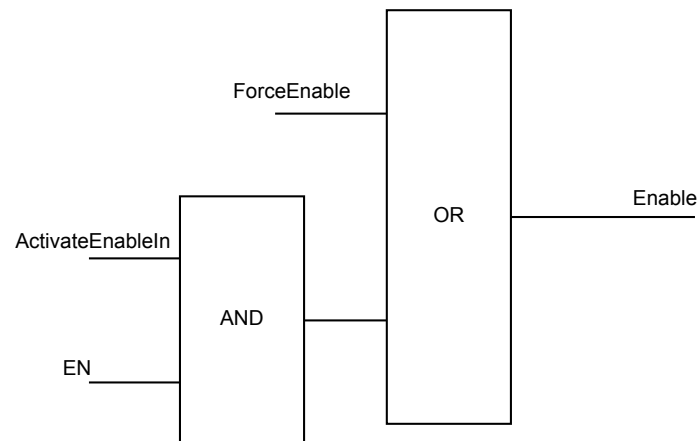 ForceEnable
Enable
OR
ActivateEnableIn
AND
EN